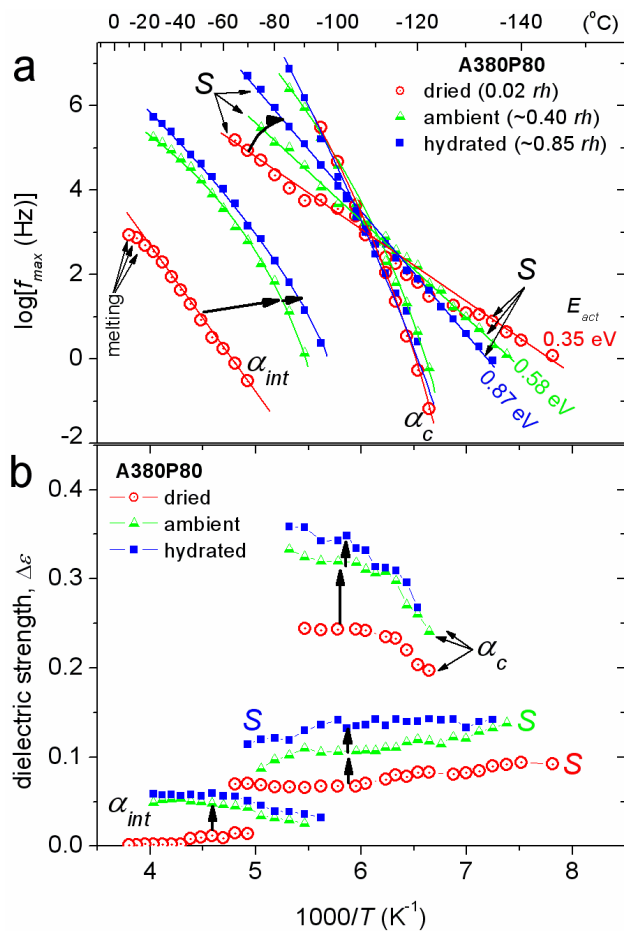 -10 -20 -30 -40 -60 -80 -100 -120 -140 (°C)
a
A380P80
dried (0.02 rh)
ambient (~0.40 rh)
hydrated (~0.85 rh)
S
6
4
2
0
-2
log[f_max (Hz)]
melting
α_int
α_c
S
E_act
0.35 eV
0.58 eV
0.87 eV
b
A380P80
dried
ambient
hydrated
0.4
0.3
0.2
0.1
0.0
dielectric strength, Δε
α_c
S
S
S
α_int
4 5 6 7 8
1000/T (K⁻¹)